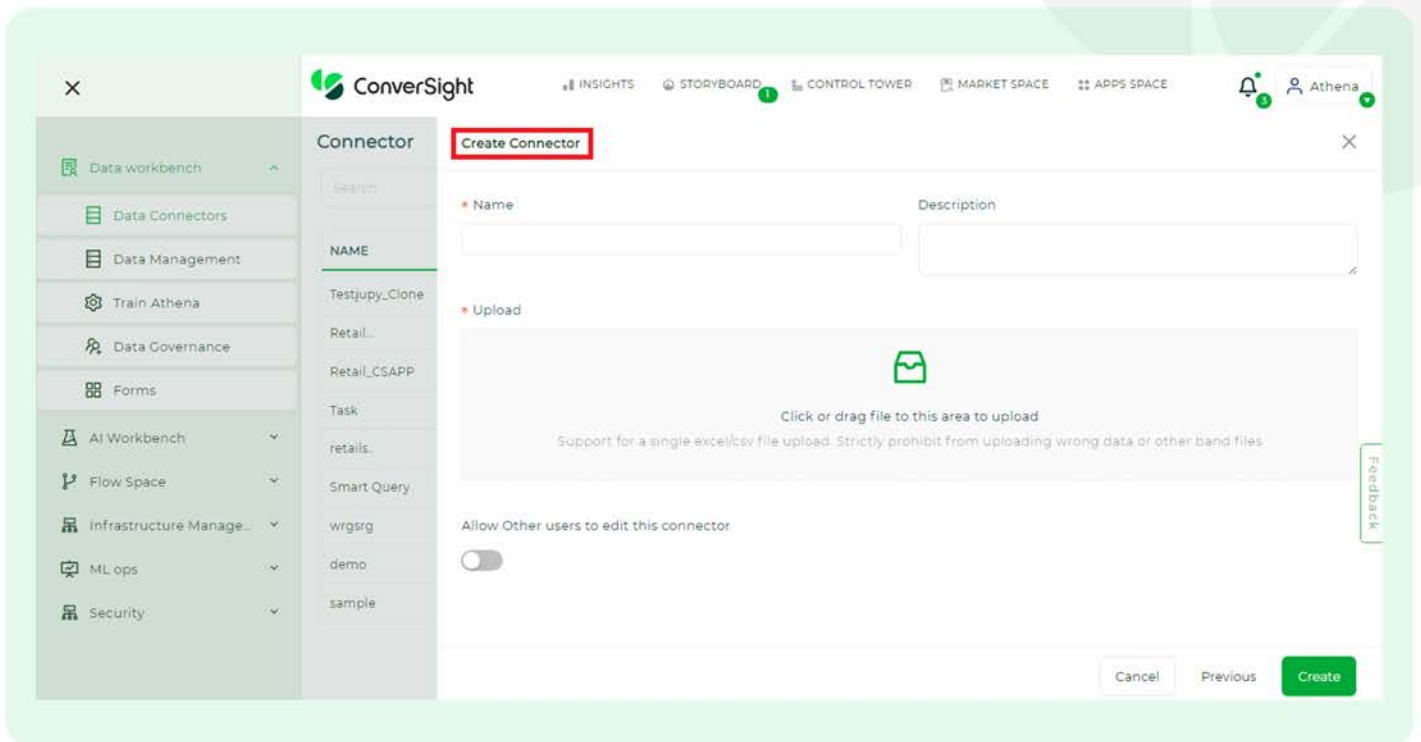 ConverSight
INSIGHTS
STORYBOARD
1
CONTROL TOWER
MARKET SPACE
APPS SPACE
3
Athena
Data workbench
Data Connectors
Data Management
Train Athena
Data Governance
Forms
AI Workbench
Flow Space
Infrastructure Manage...
ML ops
Security
Connector
Search
NAME
Testjupy_Clone
Retail...
Retail_CSAPP
Task
retails..
Smart Query
wrgsrg
demo
sample
Create Connector
* Name
Description
* Upload
Click or drag file to this area to upload
Support for a single excel/csv file upload. Strictly prohibit from uploading wrong data or other band files
Allow Other users to edit this connector
Cancel
Previous
Create
Feedback